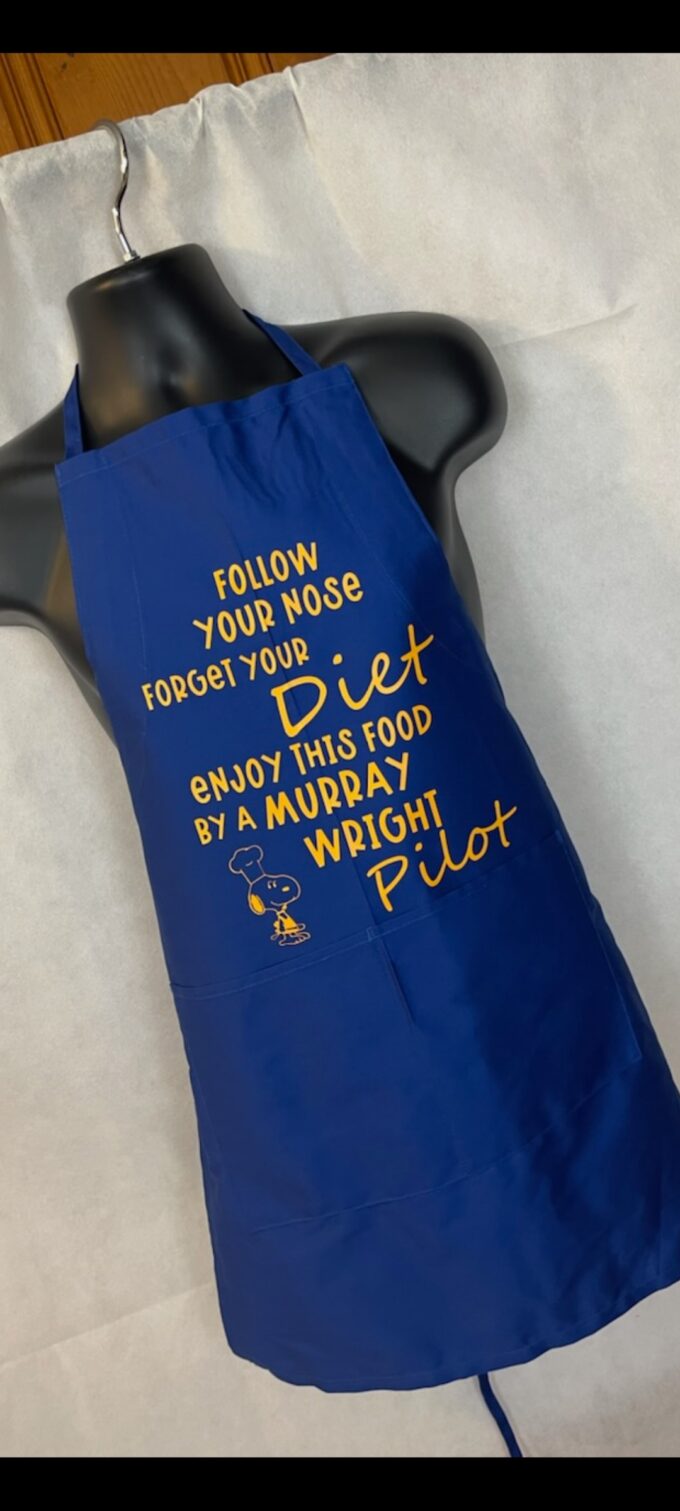 FOLLOW
YOUR NOSe
FORGeT YOUR
Diet
eNJOY THIS FOOD
BY A MURRAY
WRIGHT
Pilot